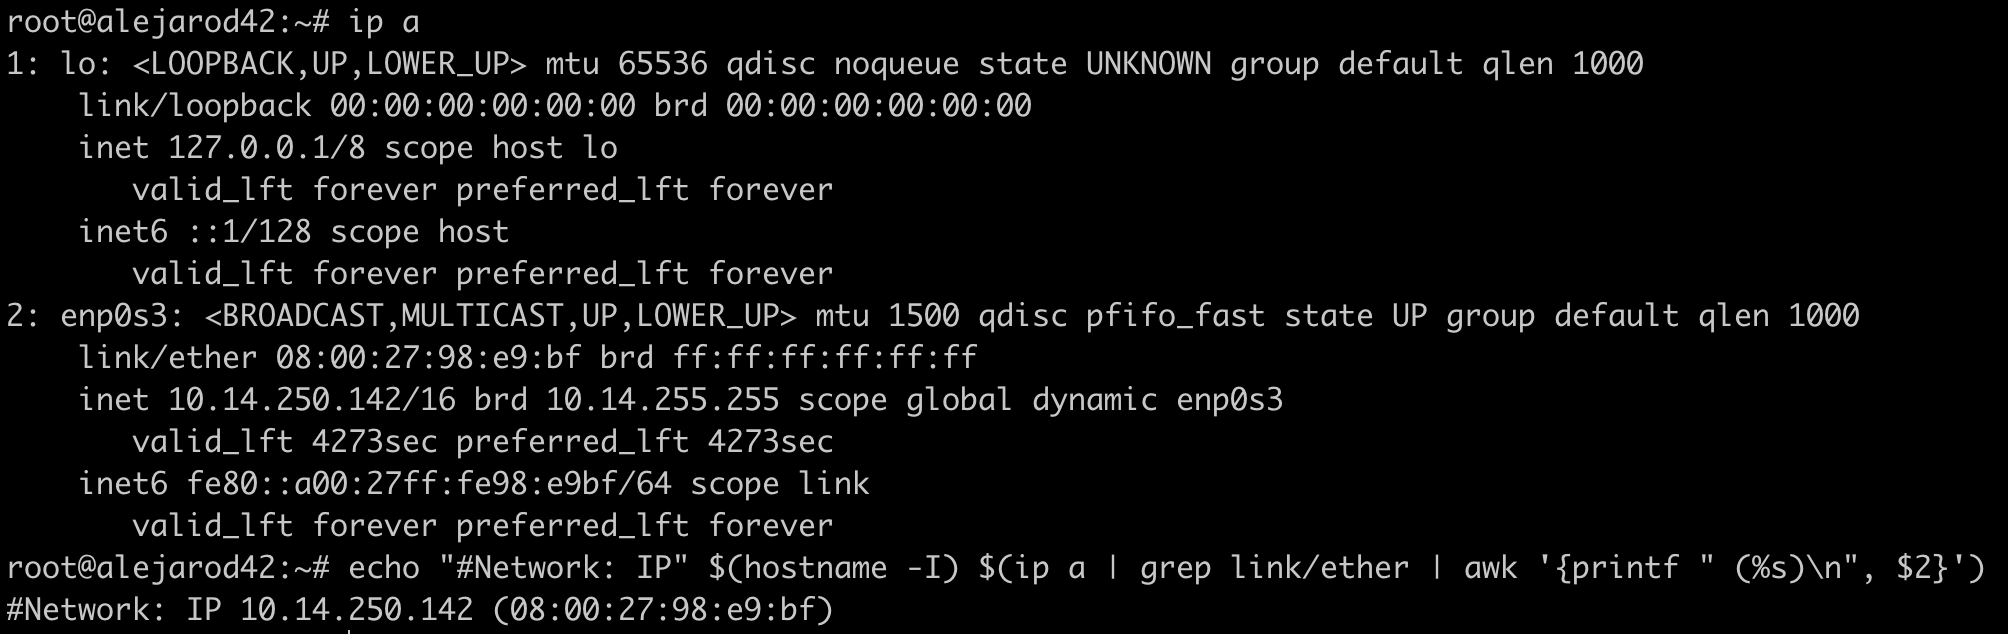 root@alejarod42:~# ip a
1: lo: <LOOPBACK,UP,LOWER_UP> mtu 65536 qdisc noqueue state UNKNOWN group default qlen 1000
    link/loopback 00:00:00:00:00:00 brd 00:00:00:00:00:00
    inet 127.0.0.1/8 scope host lo
       valid_lft forever preferred_lft forever
    inet6 ::1/128 scope host
       valid_lft forever preferred_lft forever
2: enp0s3: <BROADCAST,MULTICAST,UP,LOWER_UP> mtu 1500 qdisc pfifo_fast state UP group default qlen 1000
    link/ether 08:00:27:98:e9:bf brd ff:ff:ff:ff:ff:ff
    inet 10.14.250.142/16 brd 10.14.255.255 scope global dynamic enp0s3
       valid_lft 4273sec preferred_lft 4273sec
    inet6 fe80::a00:27ff:fe98:e9bf/64 scope link
       valid_lft forever preferred_lft forever
root@alejarod42:~# echo "#Network: IP" $(hostname -I) $(ip a | grep link/ether | awk '{printf " (%s)\n", $2}')
#Network: IP 10.14.250.142 (08:00:27:98:e9:bf)